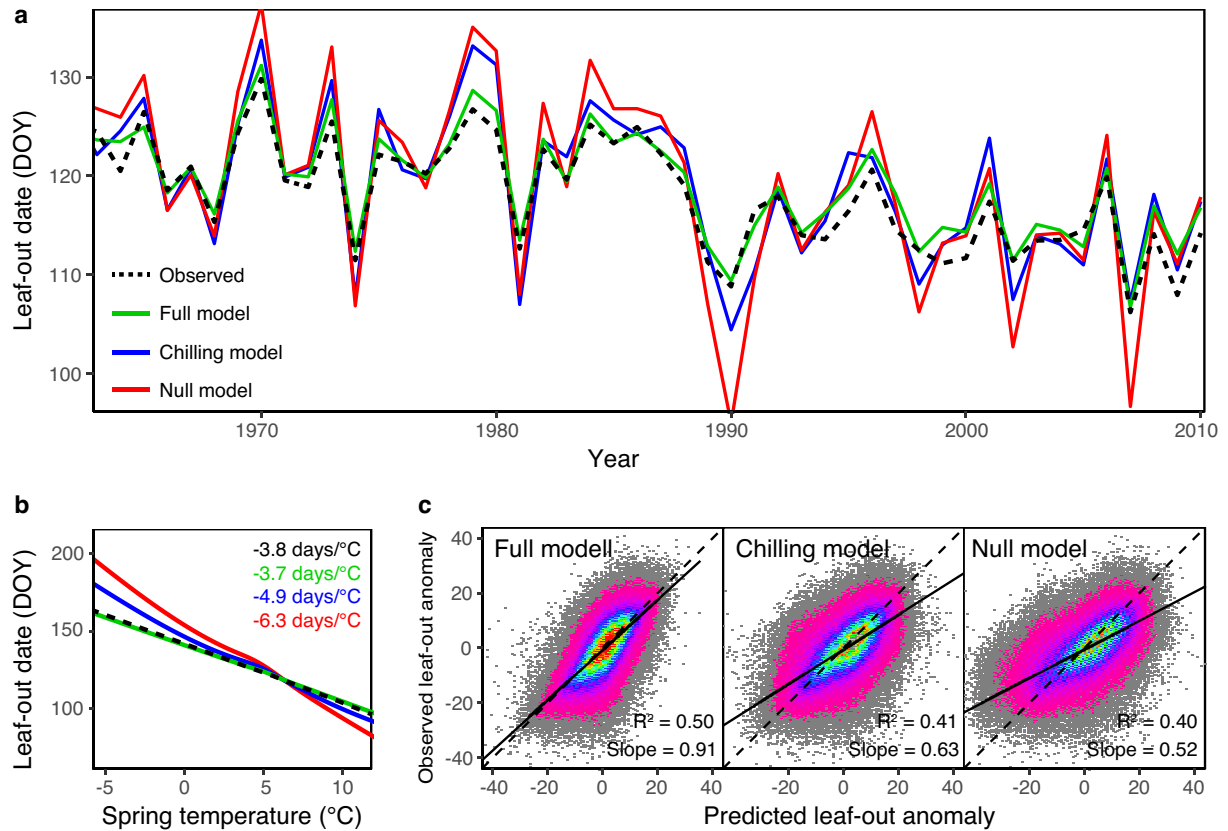 a
130
120
110
100
Leaf-out date (DOY)
Observed
Full model
Chilling model
Null model
1970
1980
1990
2000
2010
Year
b
200
150
100
Leaf-out date (DOY)
-3.8 days/°C
-3.7 days/°C
-4.9 days/°C
-6.3 days/°C
-5
0
5
10
Spring temperature (°C)
c
40
20
0
-20
-40
Observed leaf-out anomaly
Full modell
R² = 0.50
Slope = 0.91
Chilling model
R² = 0.41
Slope = 0.63
Null model
R² = 0.40
Slope = 0.52
-40 -20 0 20 40
-40 -20 0 20 40
-40 -20 0 20 40
Predicted leaf-out anomaly